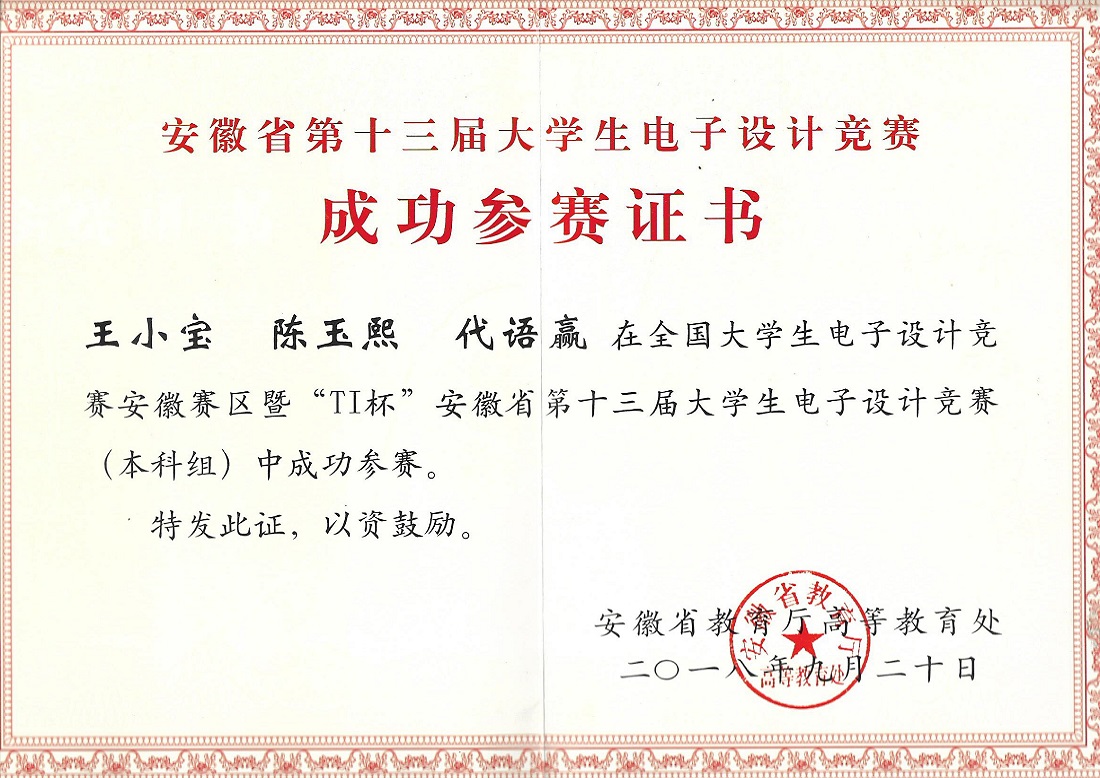 安徽省第十三届大学生电子设计竞赛
成功参赛证书
王小宝 陈玉熙 代语赢 在全国大学生电子设计竞
赛安徽赛区暨“TI杯”安徽省第十三届大学生电子设计竞赛
（本科组）中成功参赛。
特发此证，以资鼓励。
安徽省教育厅高等教育处
二〇一八年九月二十日
安徽省教育厅
高等教育处